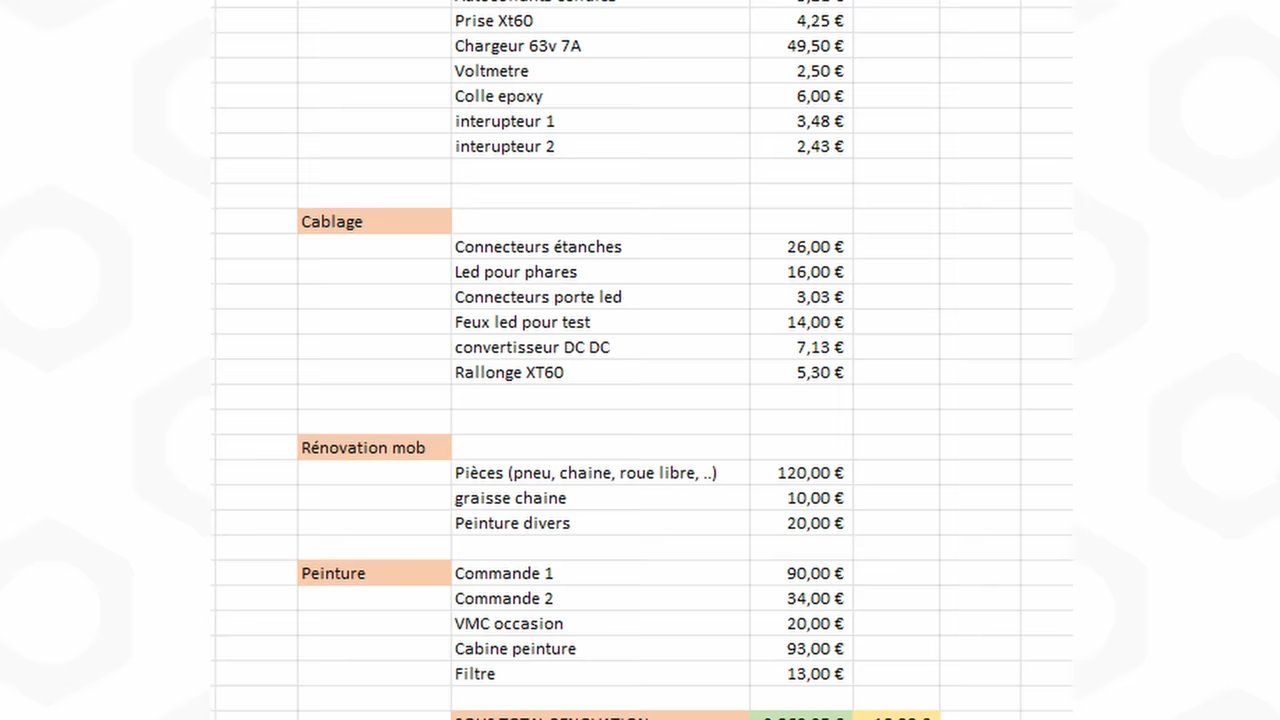 Prise Xt60 4,25 €
Chargeur 63v 7A 49,50 €
Voltmetre 2,50 €
Colle epoxy 6,00 €
interupteur 1 3,48 €
interupteur 2 2,43 €
Cablage
Connecteurs étanches 26,00 €
Led pour phares 16,00 €
Connecteurs porte led 3,03 €
Feux led pour test 14,00 €
convertisseur DC DC 7,13 €
Rallonge XT60 5,30 €
Rénovation mob
Pièces (pneu, chaine, roue libre, ..) 120,00 €
graisse chaine 10,00 €
Peinture divers 20,00 €
Peinture Commande 1 90,00 €
Commande 2 34,00 €
VMC occasion 20,00 €
Cabine peinture 93,00 €
Filtre 13,00 €